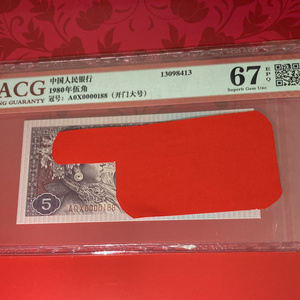 ACG
NG GUARANTY
中国人民银行
1980年伍角
冠号：A0X0000188（开门大号）
13098413
67 EPQ
Superb Gem Unc
5
A0X0000188